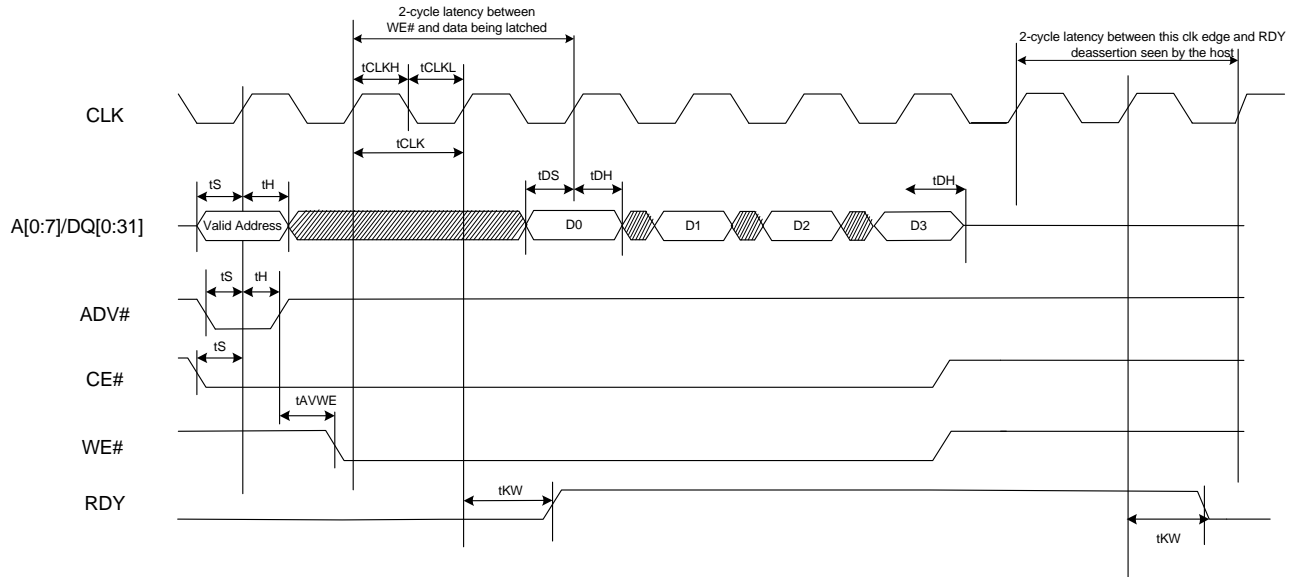 2-cycle latency between
WE# and data being latched
2-cycle latency between this clk edge and RDY
deassertion seen by the host
tCLKH
tCLKL
CLK
tCLK
tS
tH
tDS
tDH
tDH
A[0:7]/DQ[0:31]
Valid Address
D0
D1
D2
D3
tS
tH
ADV#
tS
CE#
tAVWE
WE#
tKW
RDY
tKW